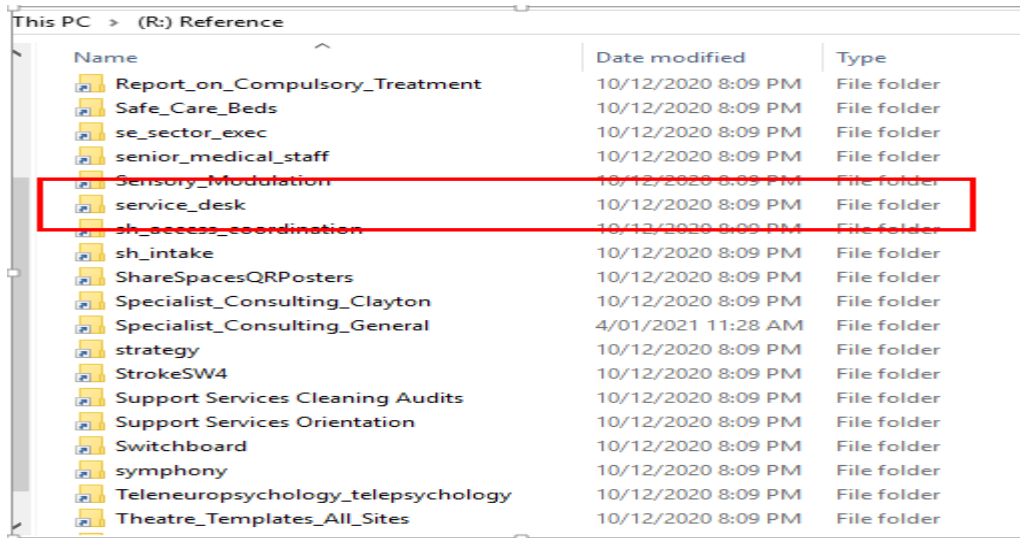 This PC > (R:) Reference
Name Date modified Type
Report_on_Compulsory_Treatment 10/12/2020 8:09 PM File folder
Safe_Care_Beds 10/12/2020 8:09 PM File folder
se_sector_exec 10/12/2020 8:09 PM File folder
senior_medical_staff 10/12/2020 8:09 PM File folder
Sensory_Modulation 10/12/2020 8:09 PM File folder
service_desk 10/12/2020 8:09 PM File folder
sh_access_coordination 10/12/2020 8:09 PM File folder
sh_intake 10/12/2020 8:09 PM File folder
ShareSpacesQRPosters 10/12/2020 8:09 PM File folder
Specialist_Consulting_Clayton 10/12/2020 8:09 PM File folder
Specialist_Consulting_General 4/01/2021 11:28 AM File folder
strategy 10/12/2020 8:09 PM File folder
StrokeSW4 10/12/2020 8:09 PM File folder
Support Services Cleaning Audits 10/12/2020 8:09 PM File folder
Support Services Orientation 10/12/2020 8:09 PM File folder
Switchboard 10/12/2020 8:09 PM File folder
symphony 10/12/2020 8:09 PM File folder
Teleneuropsychology_telepsychology 10/12/2020 8:09 PM File folder
Theatre_Templates_All_Sites 10/12/2020 8:09 PM File folder